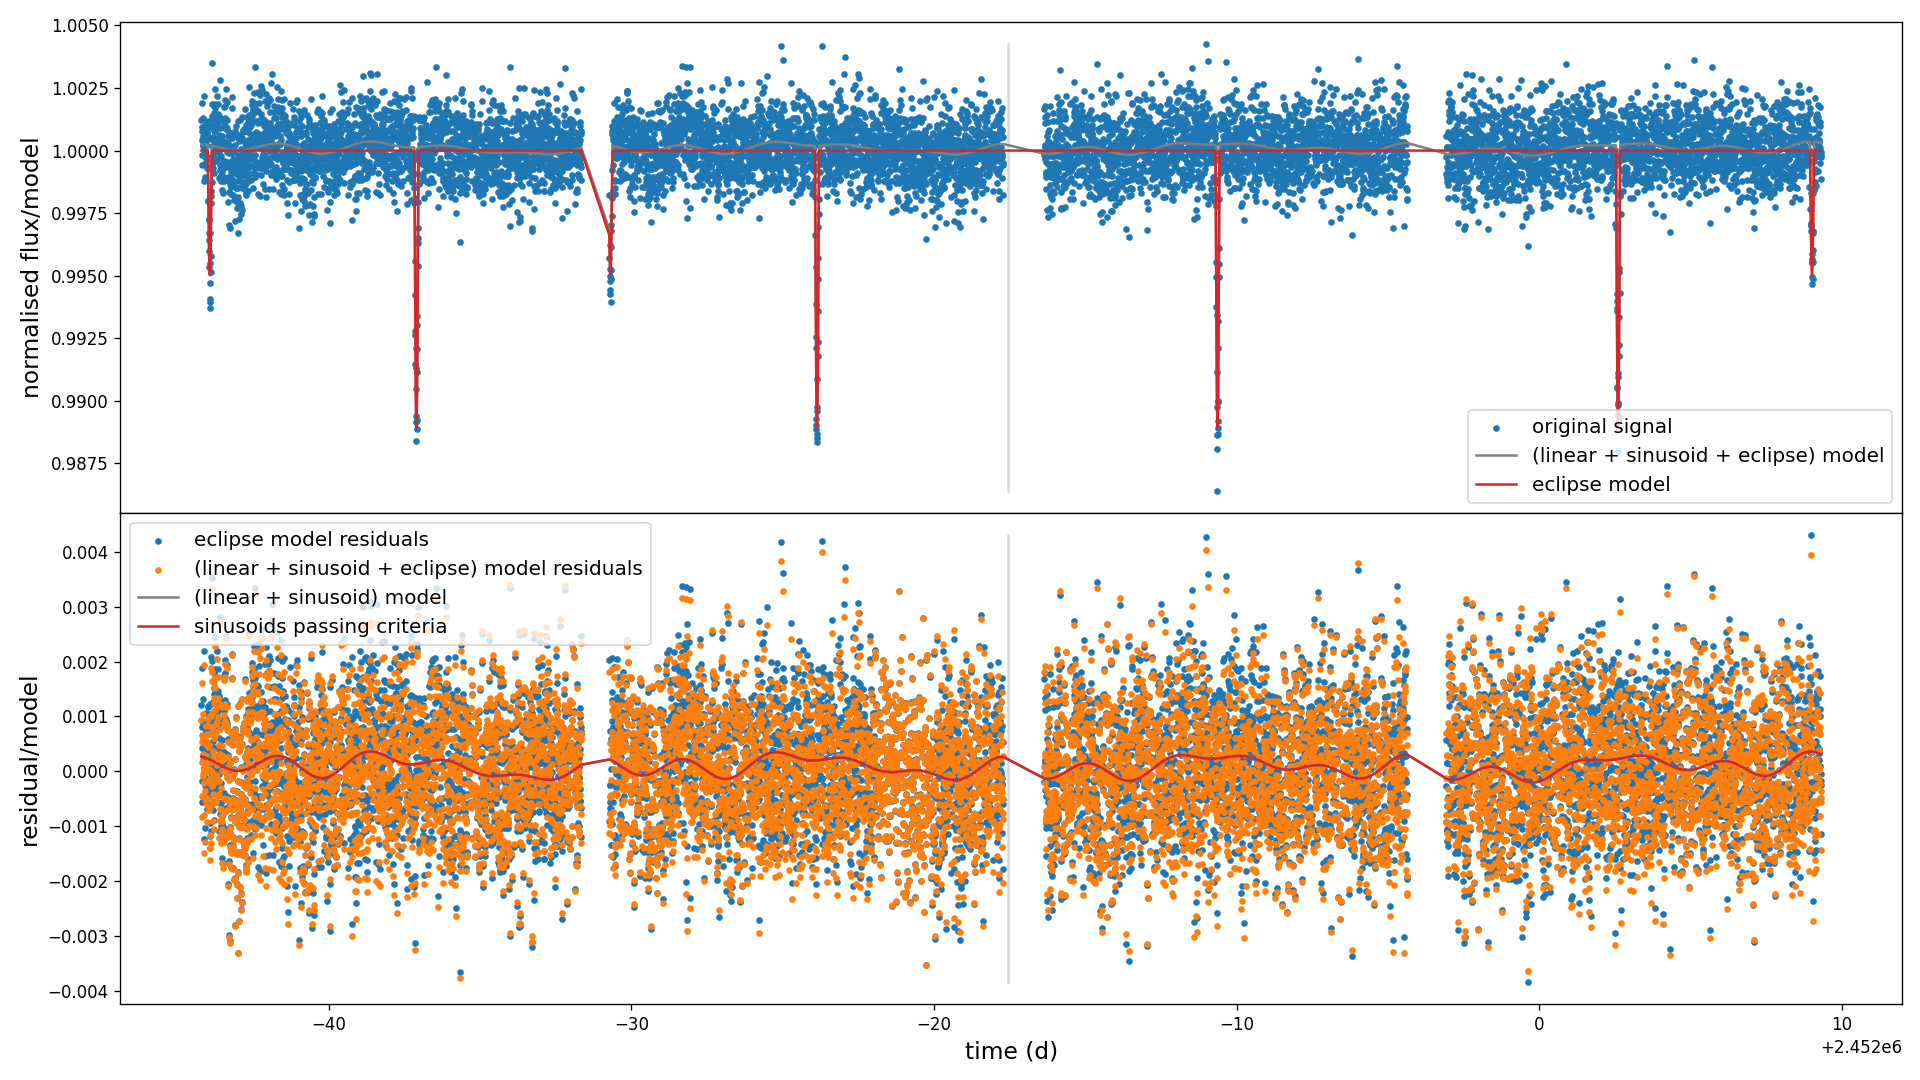 1.0050
1.0025
1.0000
0.9975
0.9950
0.9925
0.9900
0.9875
normalised flux/model
original signal
(linear + sinusoid + eclipse) model
eclipse model
eclipse model residuals
(linear + sinusoid + eclipse) model residuals
(linear + sinusoid) model
sinusoids passing criteria
0.004
0.003
0.002
0.001
0.000
−0.001
−0.002
−0.003
−0.004
residual/model
−40
−30
−20
−10
0
10
time (d)
+2.452e6